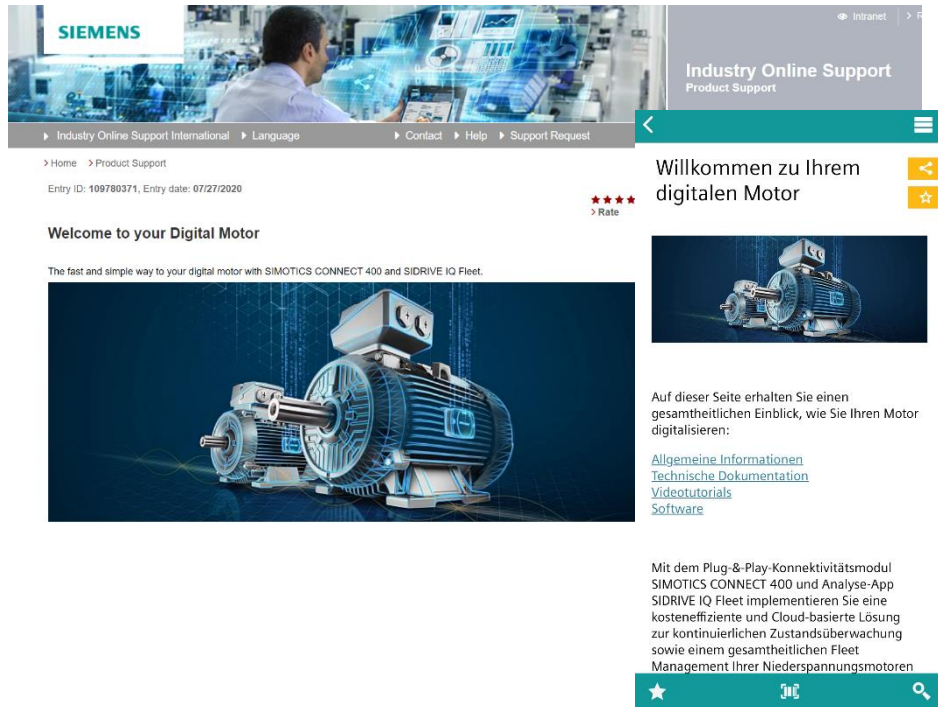 SIEMENS
Intranet
Industry Online Support
Product Support
Industry Online Support International Language Contact Help Support Request
Home Product Support
Entry ID: 109780371, Entry date: 07/27/2020
Rate
Welcome to your Digital Motor
The fast and simple way to your digital motor with SIMOTICS CONNECT 400 and SIDRIVE IQ Fleet.
Willkommen zu Ihrem
digitalen Motor
Auf dieser Seite erhalten Sie einen
gesamtheitlichen Einblick, wie Sie Ihren Motor
digitalisieren:
Allgemeine Informationen
Technische Dokumentation
Videotutorials
Software
Mit dem Plug-&-Play-Konnektivitätsmodul
SIMOTICS CONNECT 400 und Analyse-App
SIDRIVE IQ Fleet implementieren Sie eine
kosteneffiziente und Cloud-basierte Lösung
zur kontinuierlichen Zustandsüberwachung
sowie einem gesamtheitlichen Fleet
Management Ihrer Niederspannungsmotoren